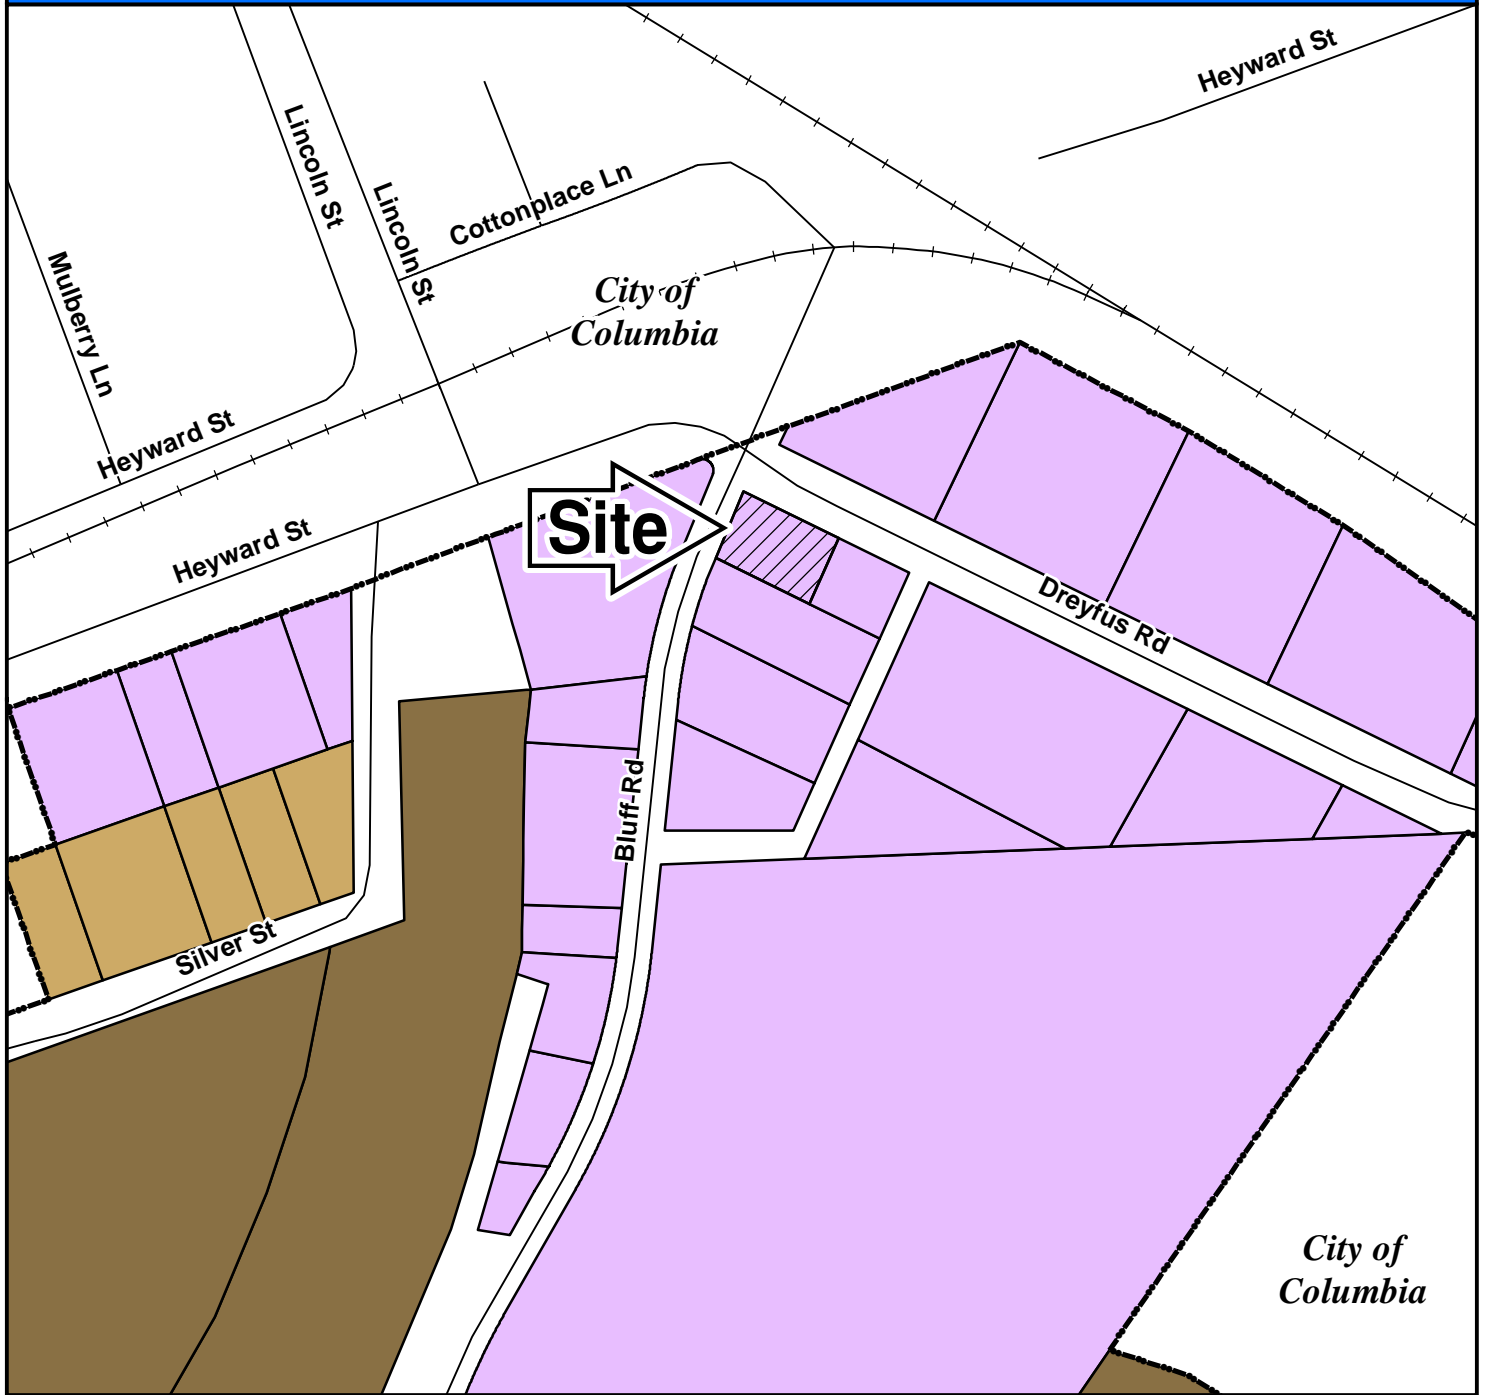 Heyward St
Lincoln St
Lincoln St
Cottonplace Ln
Mulberry Ln
City of
Columbia
Heyward St
Heyward St
Site
Dreyfus Rd
Bluff Rd
Silver St
City of
Columbia